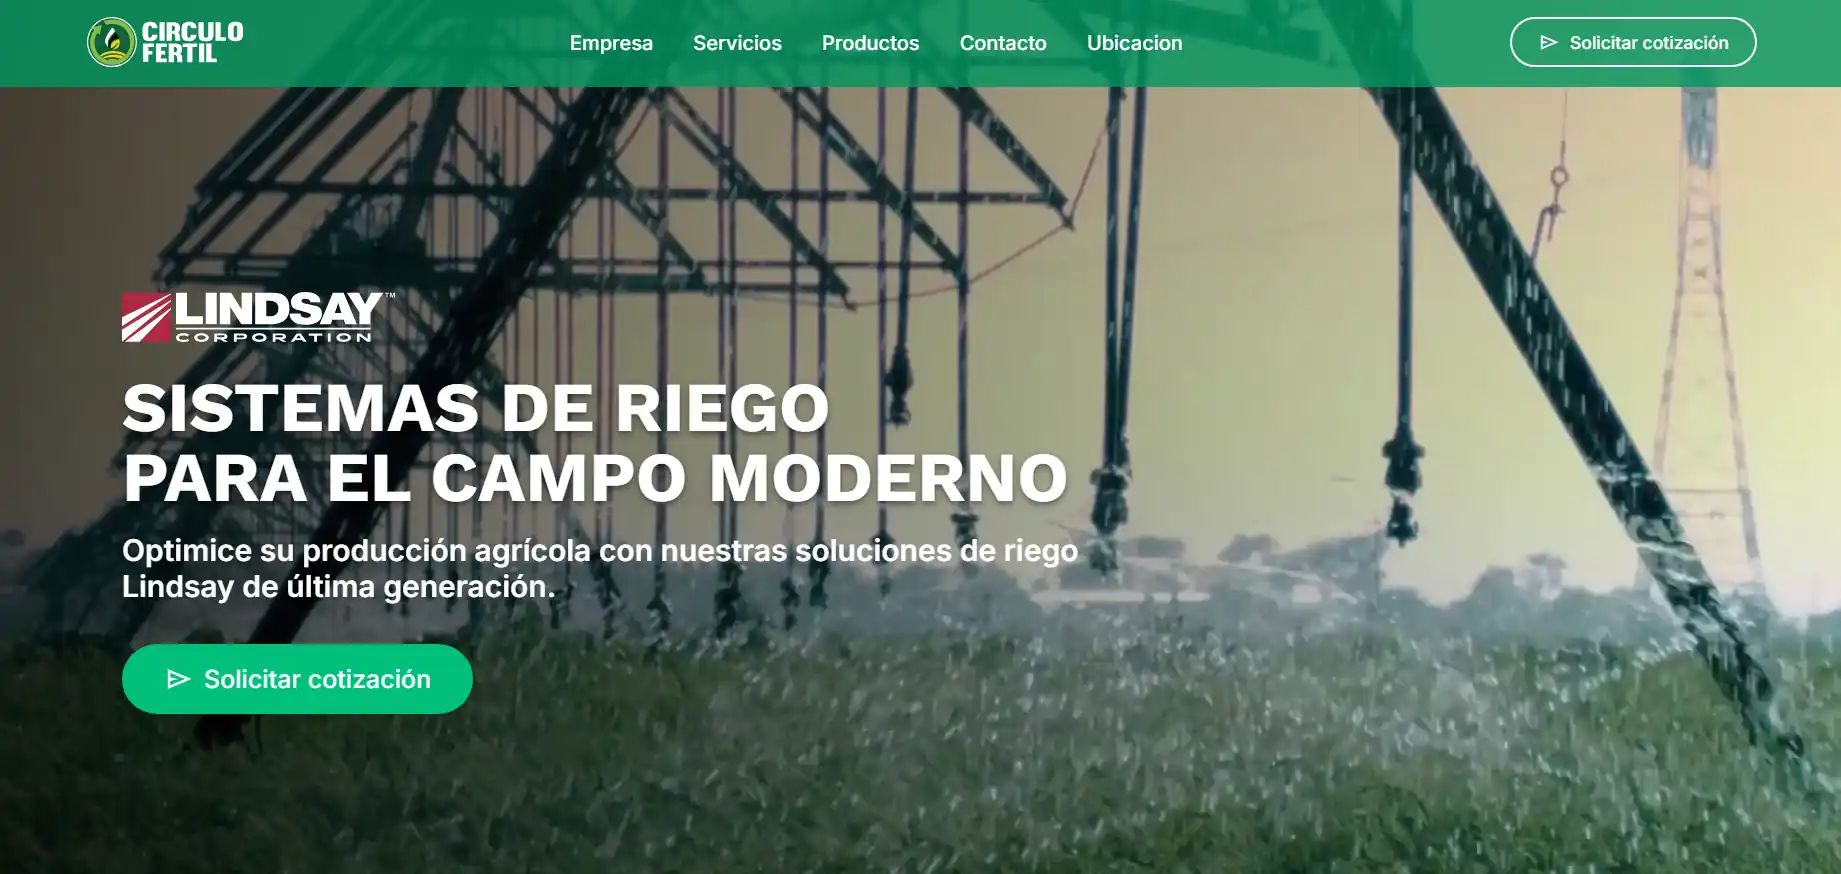 CIRCULO
FERTIL
Empresa
Servicios
Productos
Contacto
Ubicacion
Solicitar cotización
LINDSAY™
CORPORATION
SISTEMAS DE RIEGO
PARA EL CAMPO MODERNO
Optimice su producción agrícola con nuestras soluciones de riego
Lindsay de última generación.
Solicitar cotización